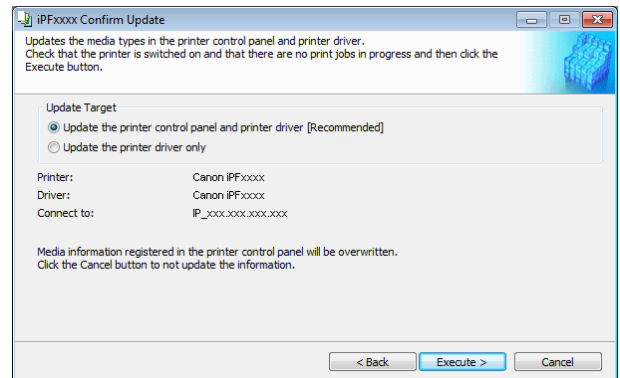 iPFxxxx Confirm Update
Updates the media types in the printer control panel and printer driver.
Check that the printer is switched on and that there are no print jobs in progress and then click the
Execute button.
Update Target
Update the printer control panel and printer driver [Recommended]
Update the printer driver only
Printer: Canon iPFxxxx
Driver: Canon iPFxxxx
Connect to: IP_xxx.xxx.xxx.xxx
Media information registered in the printer control panel will be overwritten.
Click the Cancel button to not update the information.
< Back Execute > Cancel